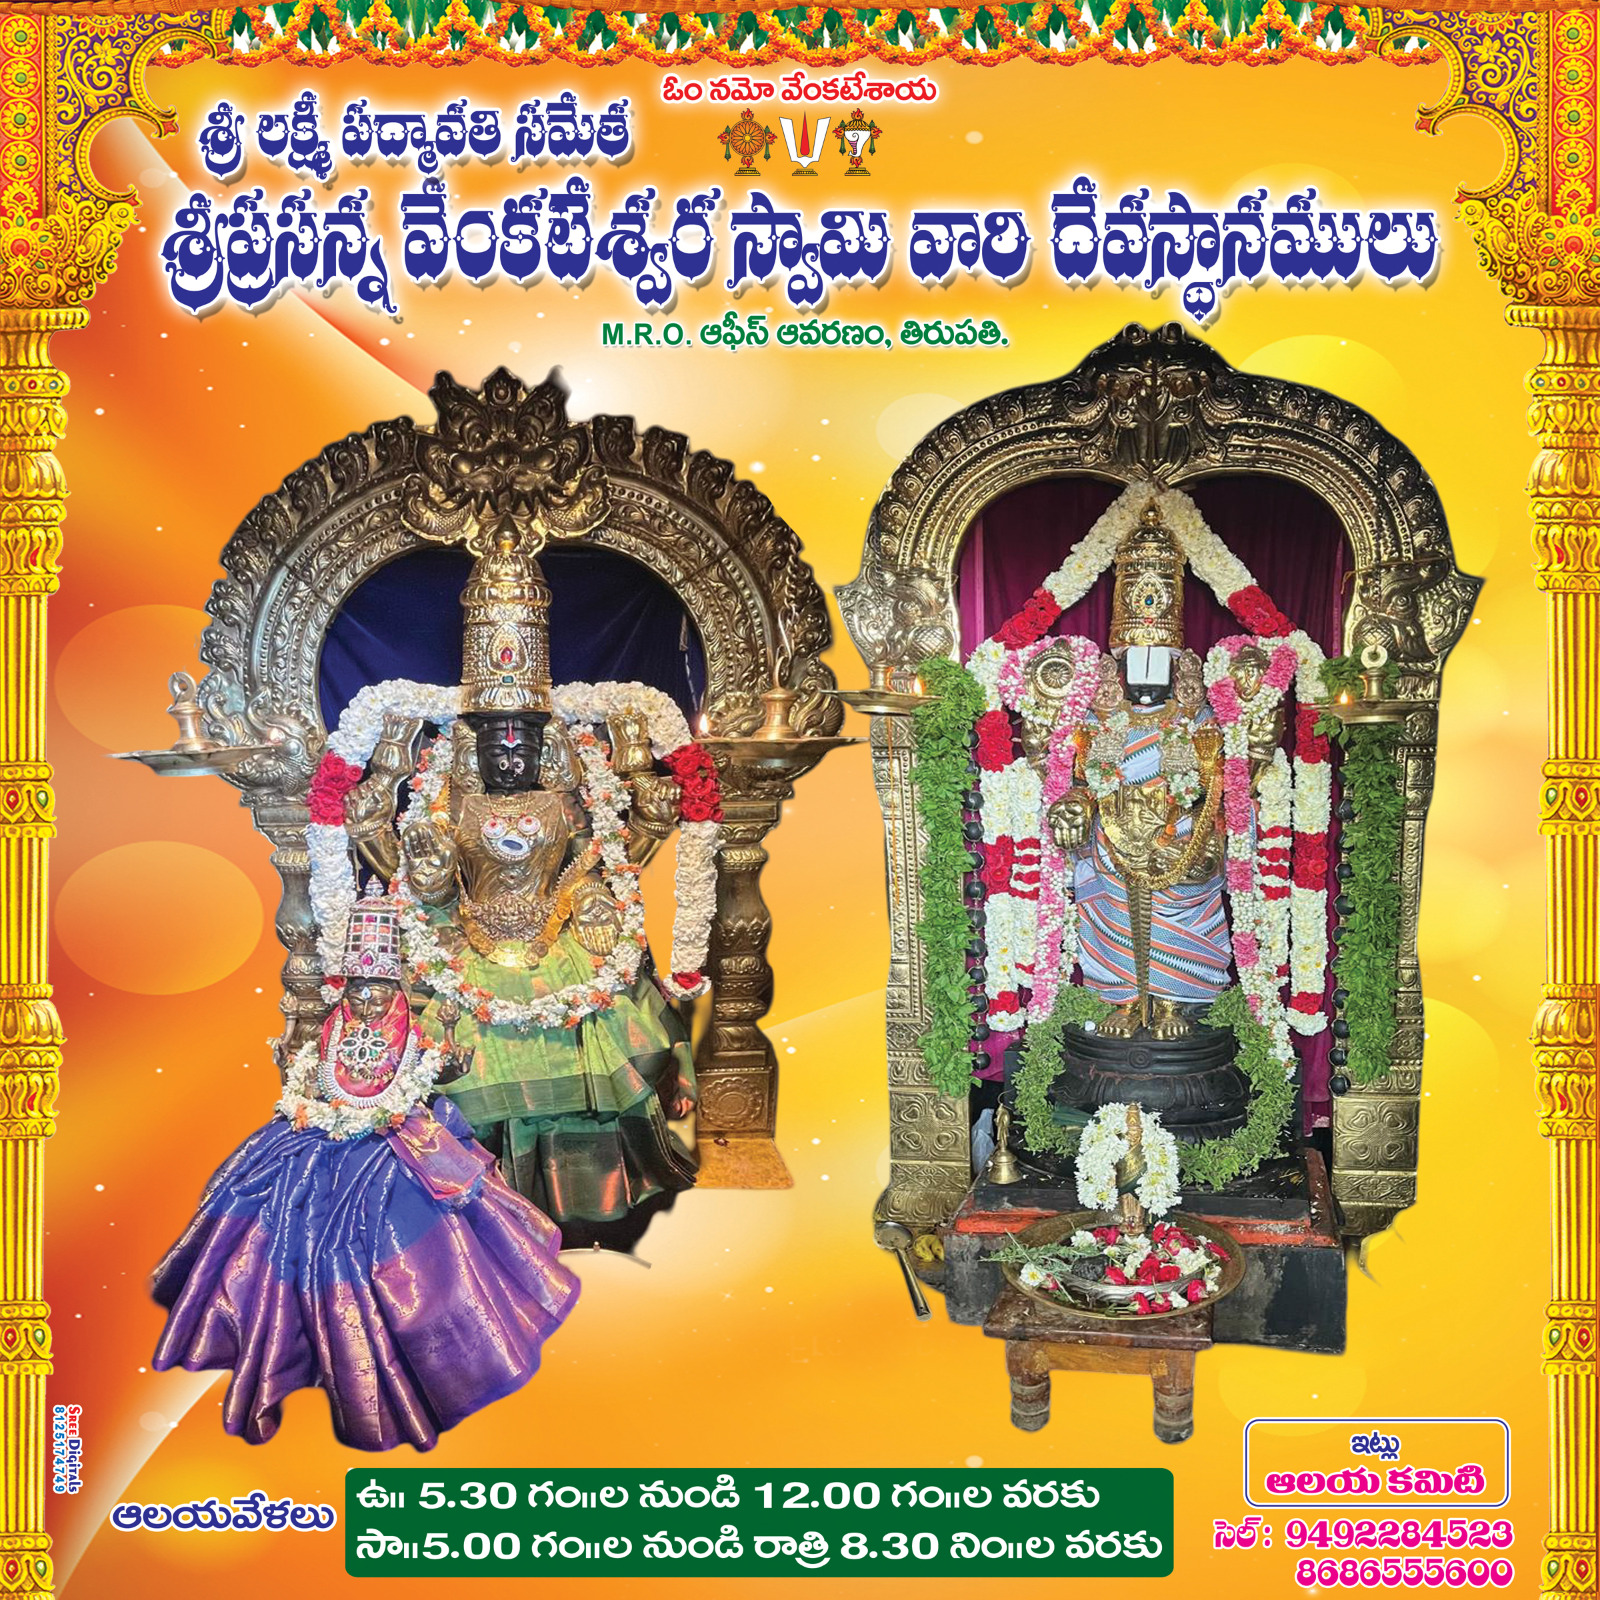 ఓం నమో వేంకటేశాయ
శ్రీ లక్ష్మీ పద్మావతి సమేత
శ్రీప్రసన్న వేంకటేశ్వర స్వామి వారి దేవస్థానములు
M.R.O. ఆఫీస్ ఆవరణం, తిరుపతి.
ఆలయవేళలు
ఉ॥ 5.30 గం॥ల నుండి 12.00 గం॥ల వరకు
సా॥5.00 గం॥ల నుండి రాత్రి 8.30 నిం॥ల వరకు
ఇట్లు
ఆలయ కమిటి
సెల్ : 9492284523
8686555600
SREE Digitals
8125174749